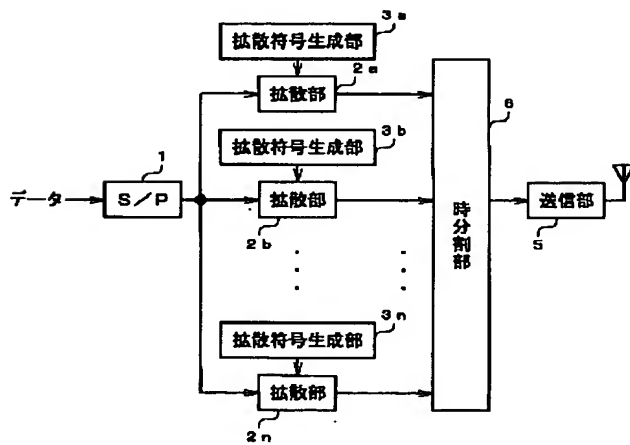 3a
拡散符号生成部
2a
拡散部
6
3b
拡散符号生成部
1
データ
S/P
拡散部
2b
時分割部
送信部
5
3n
拡散符号生成部
拡散部
2n